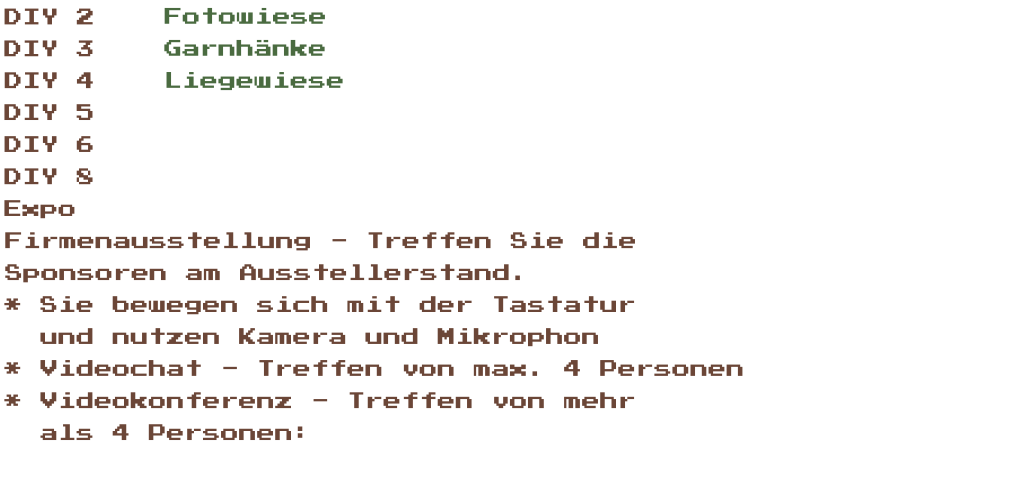 DIY 2 Fotowiese
DIY 3 Garnhänke
DIY 4 Liegewiese
DIY 5
DIY 6
DIY 8
Expo
Firmenausstellung - Treffen Sie die
Sponsoren am Ausstellerstand.
* Sie bewegen sich mit der Tastatur
und nutzen Kamera und Mikrophon
* Videochat - Treffen von max. 4 Personen
* Videokonferenz - Treffen von mehr
als 4 Personen: